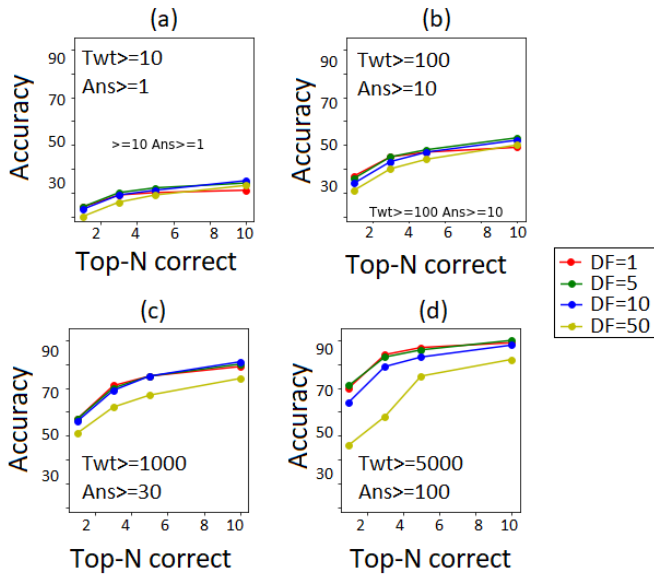 (a)
Twt>=10
Ans>=1
>=10 Ans>=1
90
70
50
30
Accuracy
2 4 6 8 10
Top-N correct
(b)
Twt>=100
Ans>=10
Twt>=100 Ans>=10
90
70
50
30
Accuracy
2 4 6 8 10
Top-N correct
DF=1
DF=5
DF=10
DF=50
(c)
90
70
50
30
Accuracy
Twt>=1000
Ans>=30
2 4 6 8 10
Top-N correct
(d)
90
70
50
30
Accuracy
Twt>=5000
Ans>=100
2 4 6 8 10
Top-N correct